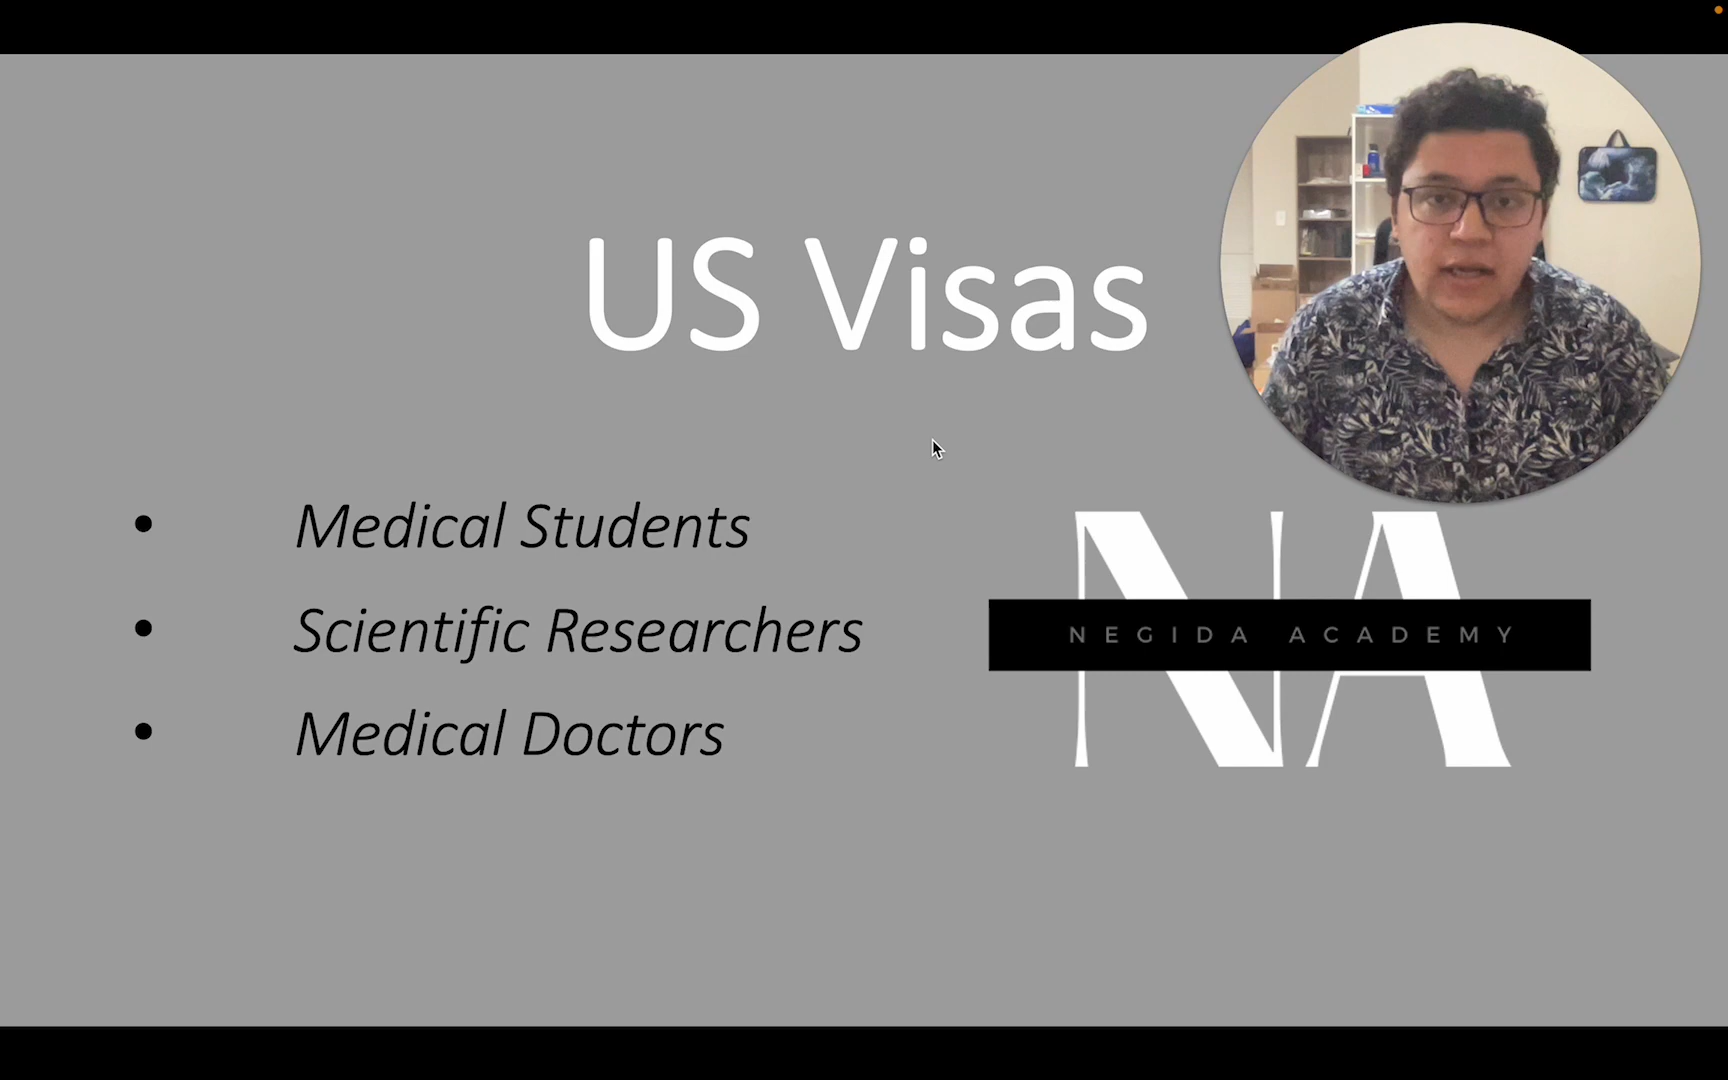 US Visas
• Medical Students
• Scientific Researchers
• Medical Doctors
NA
NEGIDA ACADEMY